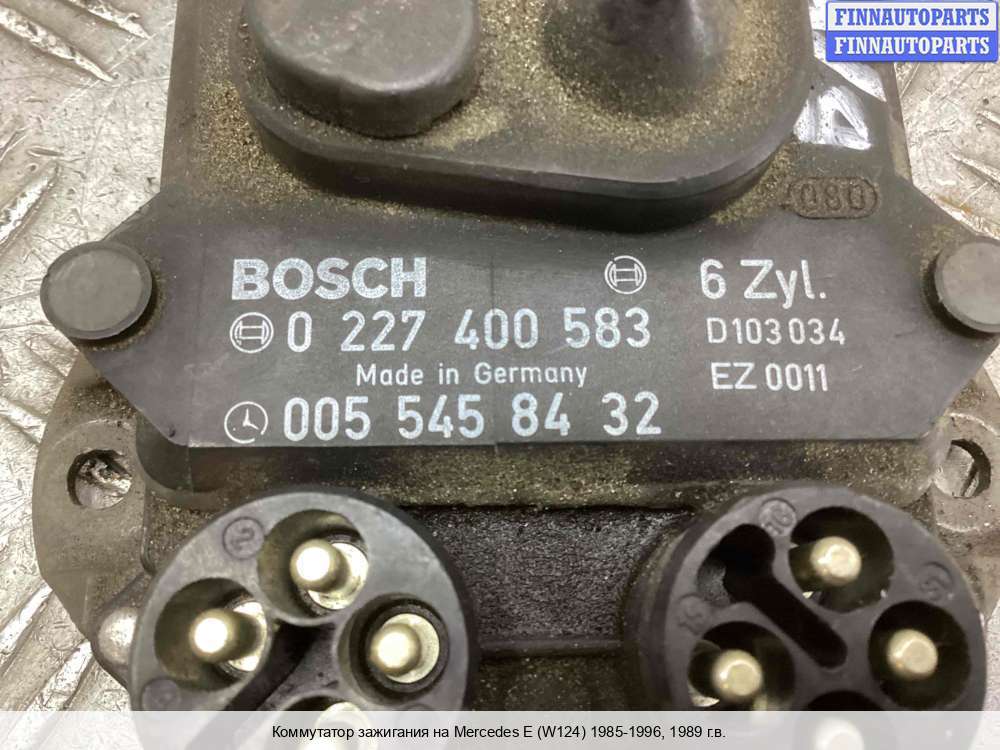 FINNAUTOPARTS
FINNAUTOPARTS
080
BOSCH
6 Zyl.
0 227 400 583
D103 034
Made in Germany
EZ 0011
005 545 84 32
Коммутатор зажигания на Mercedes E (W124) 1985-1996, 1989 г.в.